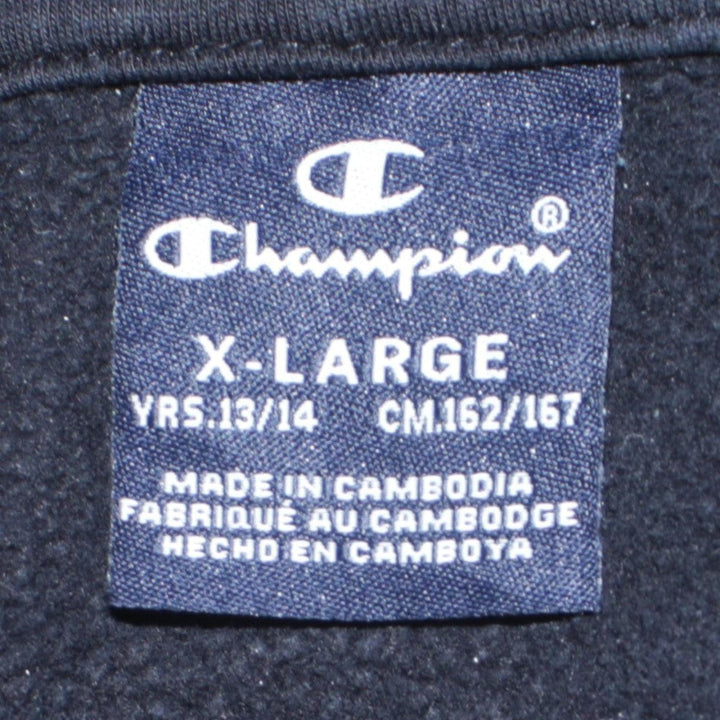 C
Champion®
X-LARGE
YRS.13/14 CM.162/167
MADE IN CAMBODIA
FABRIQUÉ AU CAMBODGE
HECHO EN CAMBOYA